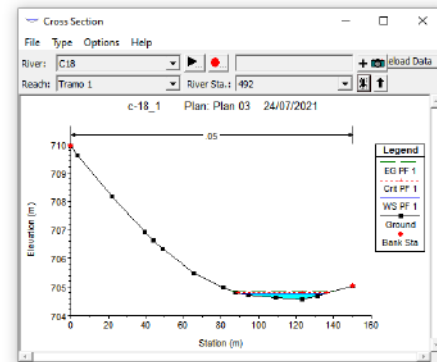 Cross Section
File Type Options Help
River: C18 + eload Data
Reach: Tramo 1 River Sta.: 492
c-18_1 Plan: Plan 03 24/07/2021
.05
Legend
EG PF 1
Crit PF 1
WS PF 1
Ground
Bank Sta
Elevation (m)
710
709
708
707
706
705
704
0 20 40 60 80 100 120 140 160
Station (m)